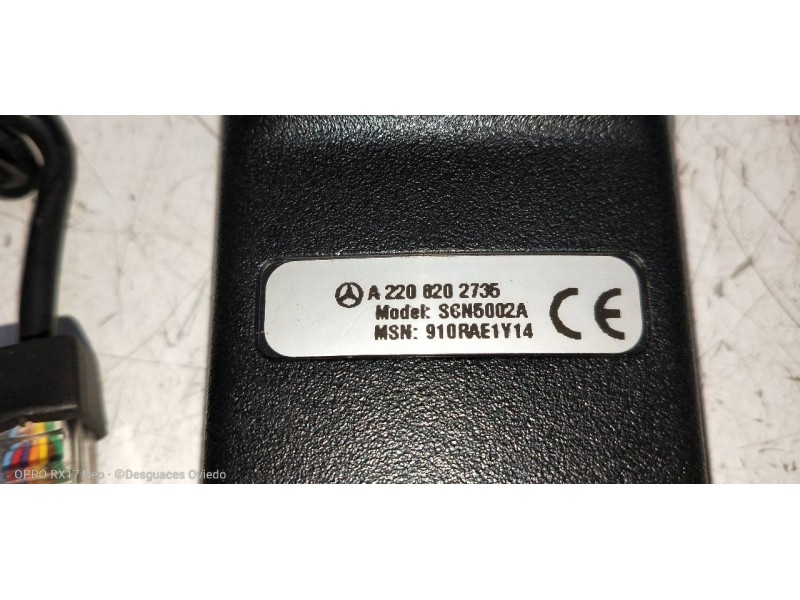 A 220 820 2735
Model: SCN5002A
MSN: 910RAE1Y14
CE
OPPO RX17 Neo · ©Desguaces Oviedo